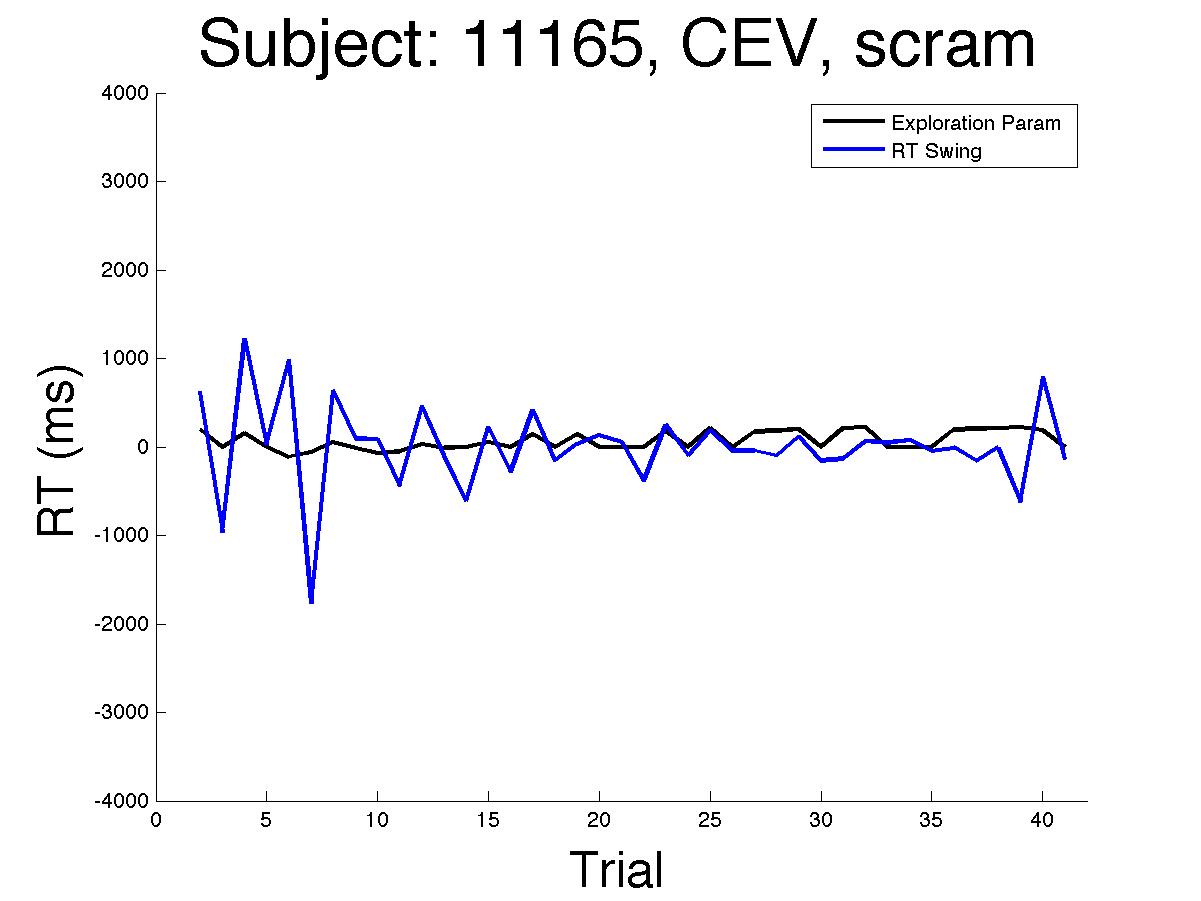 Subject: 11165, CEV, scram
4000
3000
2000
1000
0
-1000
-2000
-3000
-4000
RT (ms)
Exploration Param
RT Swing
0 5 10 15 20 25 30 35 40
Trial